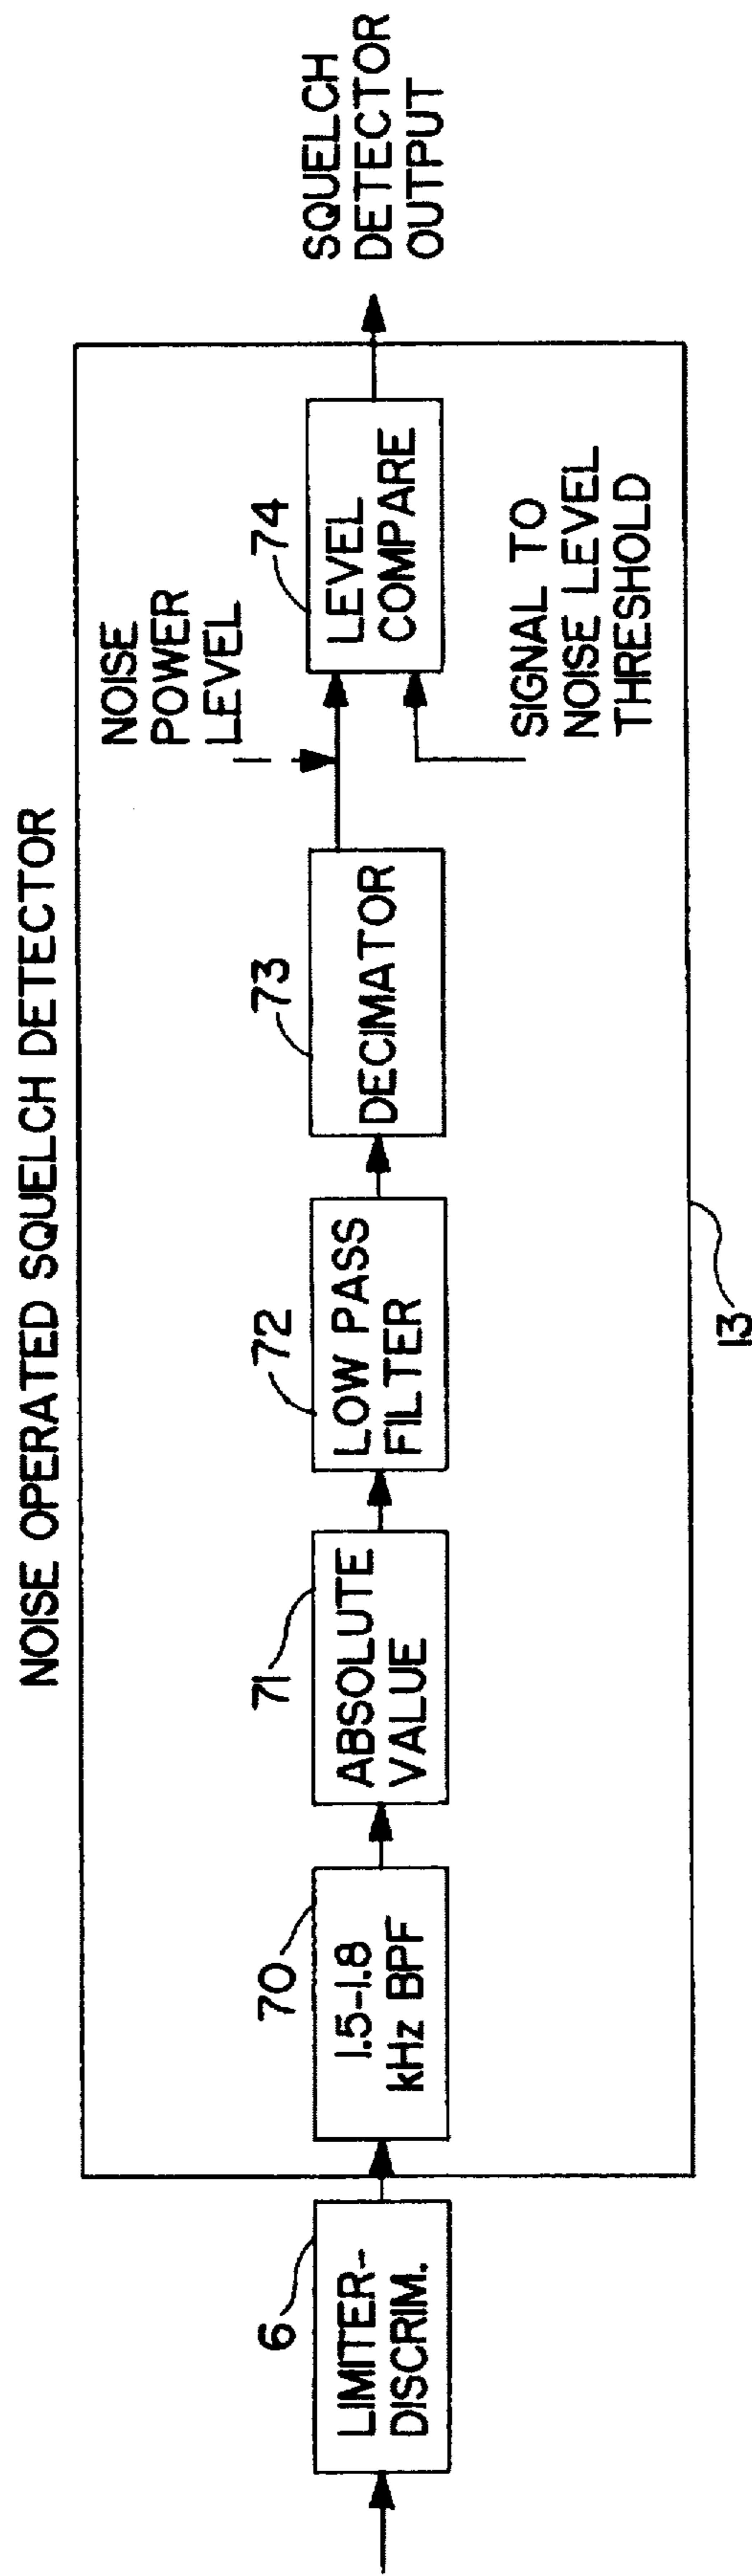 NOISE OPERATED SQUELCH DETECTOR
6
LIMITER-
DISCRIM.
70
1.5-1.8
kHz BPF
71
ABSOLUTE
VALUE
72
LOW PASS
FILTER
73
DECIMATOR
NOISE
POWER
LEVEL
74
LEVEL
COMPARE
SIGNAL TO
NOISE LEVEL
THRESHOLD
SQUELCH
DETECTOR
OUTPUT
13